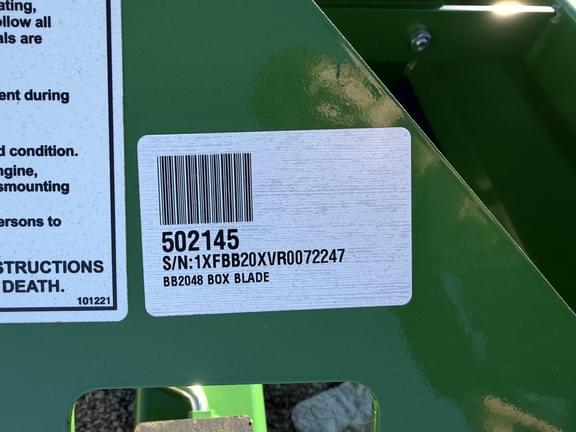 ating,
ollow all
als are
ent during
d condition.
ngine,
smounting
ersons to
STRUCTIONS
DEATH.
101221
502145
S/N:1XFBB20XVR0072247
BB2048 BOX BLADE